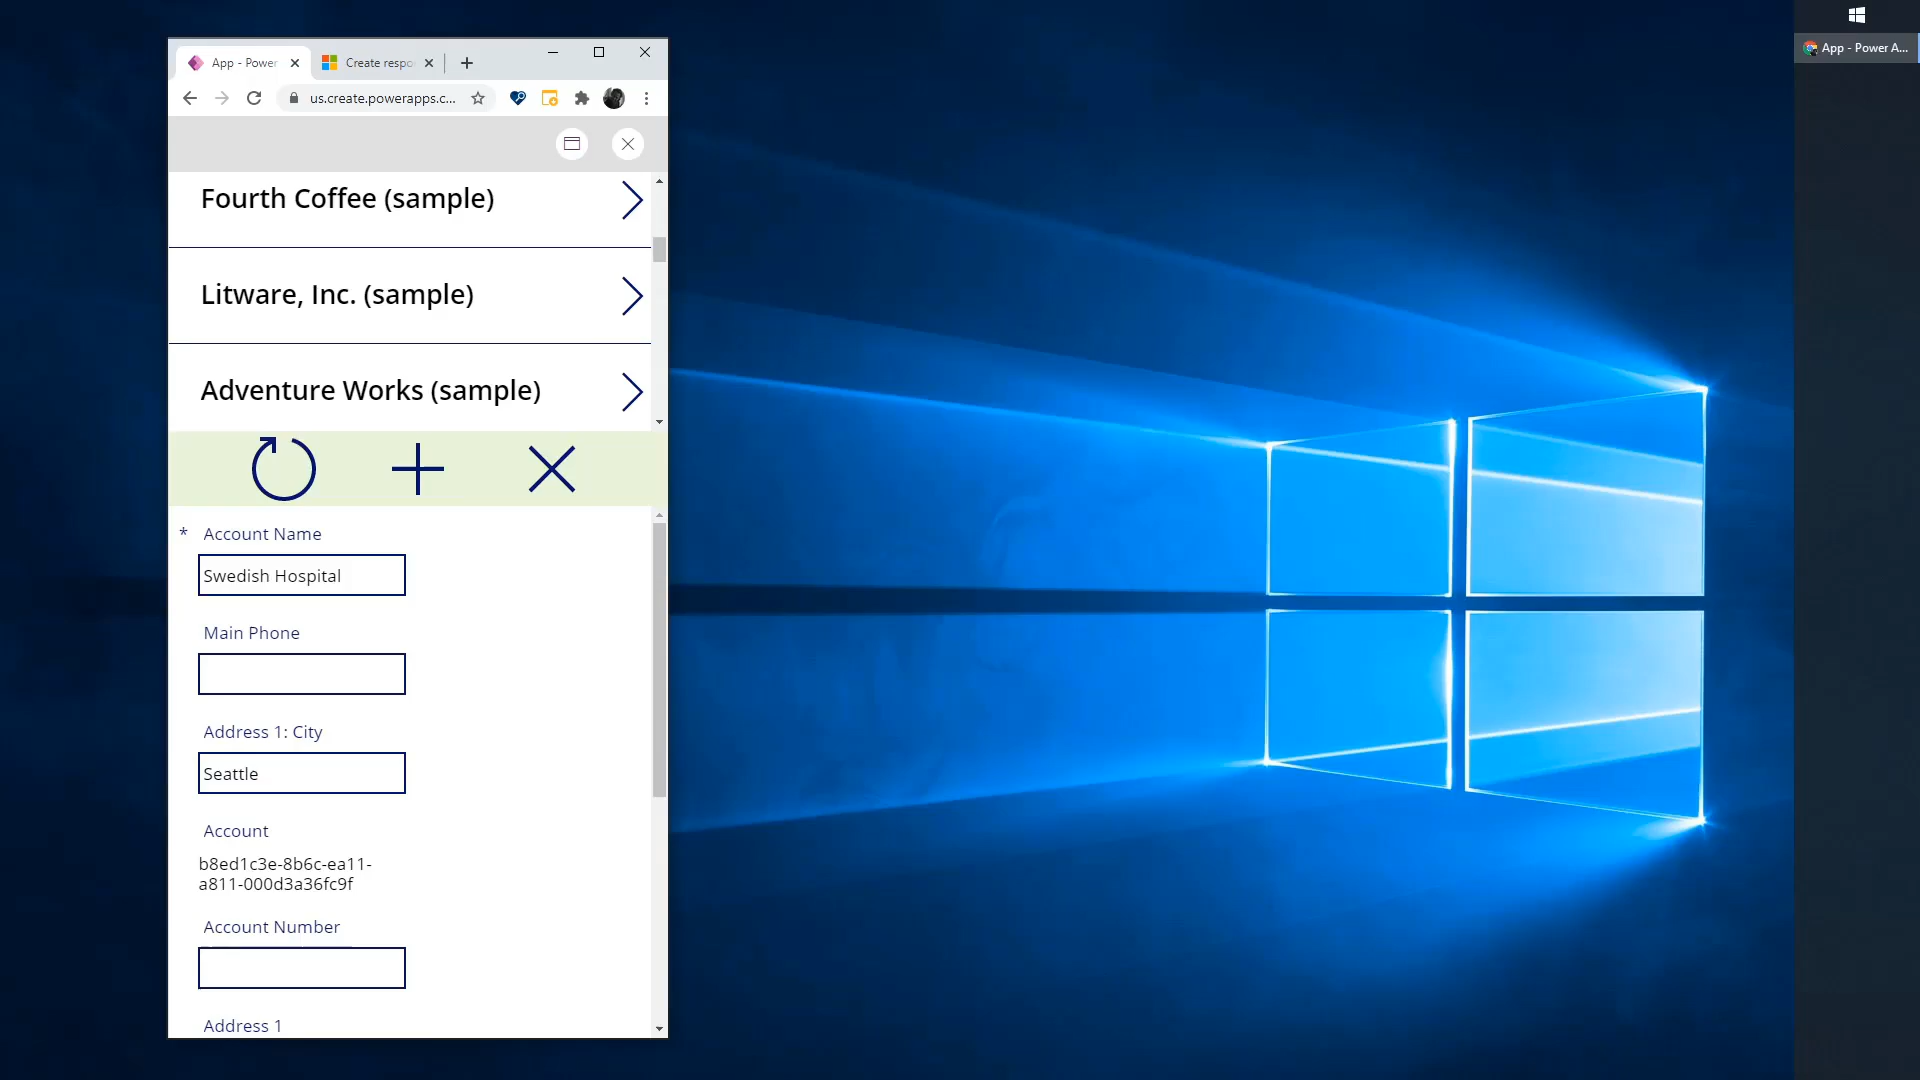 App - Power
Create respo
us.create.powerapps.c...
App - Power A...
Fourth Coffee (sample)
Litware, Inc. (sample)
Adventure Works (sample)
* Account Name
Swedish Hospital
Main Phone
Address 1: City
Seattle
Account
b8ed1c3e-8b6c-ea11-
a811-000d3a36fc9f
Account Number
Address 1